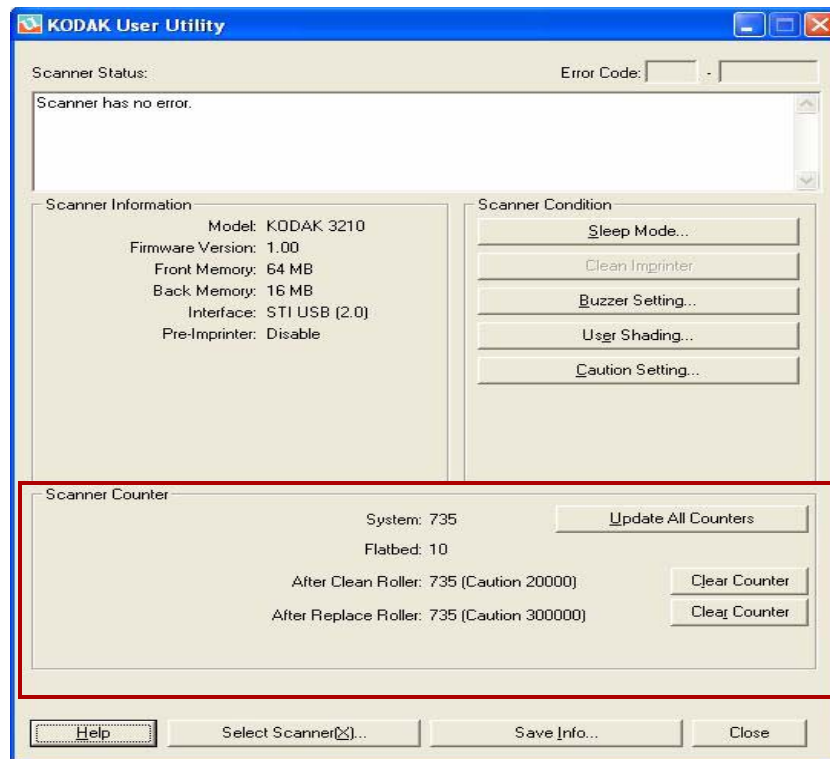 KODAK User Utility
Scanner Status:
Error Code: -
Scanner has no error.
Scanner Information
Model: KODAK 3210
Firmware Version: 1.00
Front Memory: 64 MB
Back Memory: 16 MB
Interface: STI USB (2.0)
Pre-Imprinter: Disable
Scanner Condition
Sleep Mode...
Clean Imprinter
Buzzer Setting...
User Shading...
Caution Setting...
Scanner Counter
System: 735
Update All Counters
Flatbed: 10
After Clean Roller: 735 (Caution 20000)
Clear Counter
After Replace Roller: 735 (Caution 300000)
Clear Counter
Help
Select Scanner(X)...
Save Info...
Close